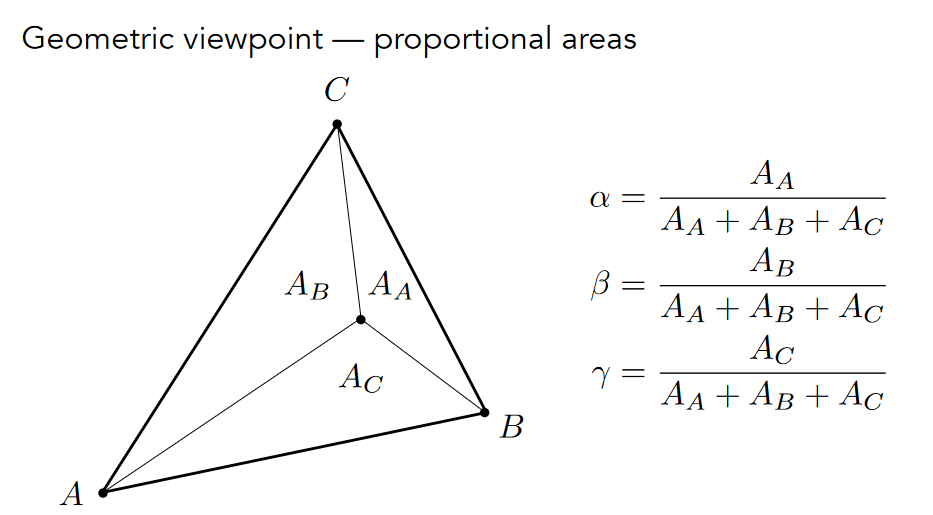 Geometric viewpoint — proportional areas
C
A_B
A_A
A_C
B
A
α = A_A / (A_A + A_B + A_C)
β = A_B / (A_A + A_B + A_C)
γ = A_C / (A_A + A_B + A_C)